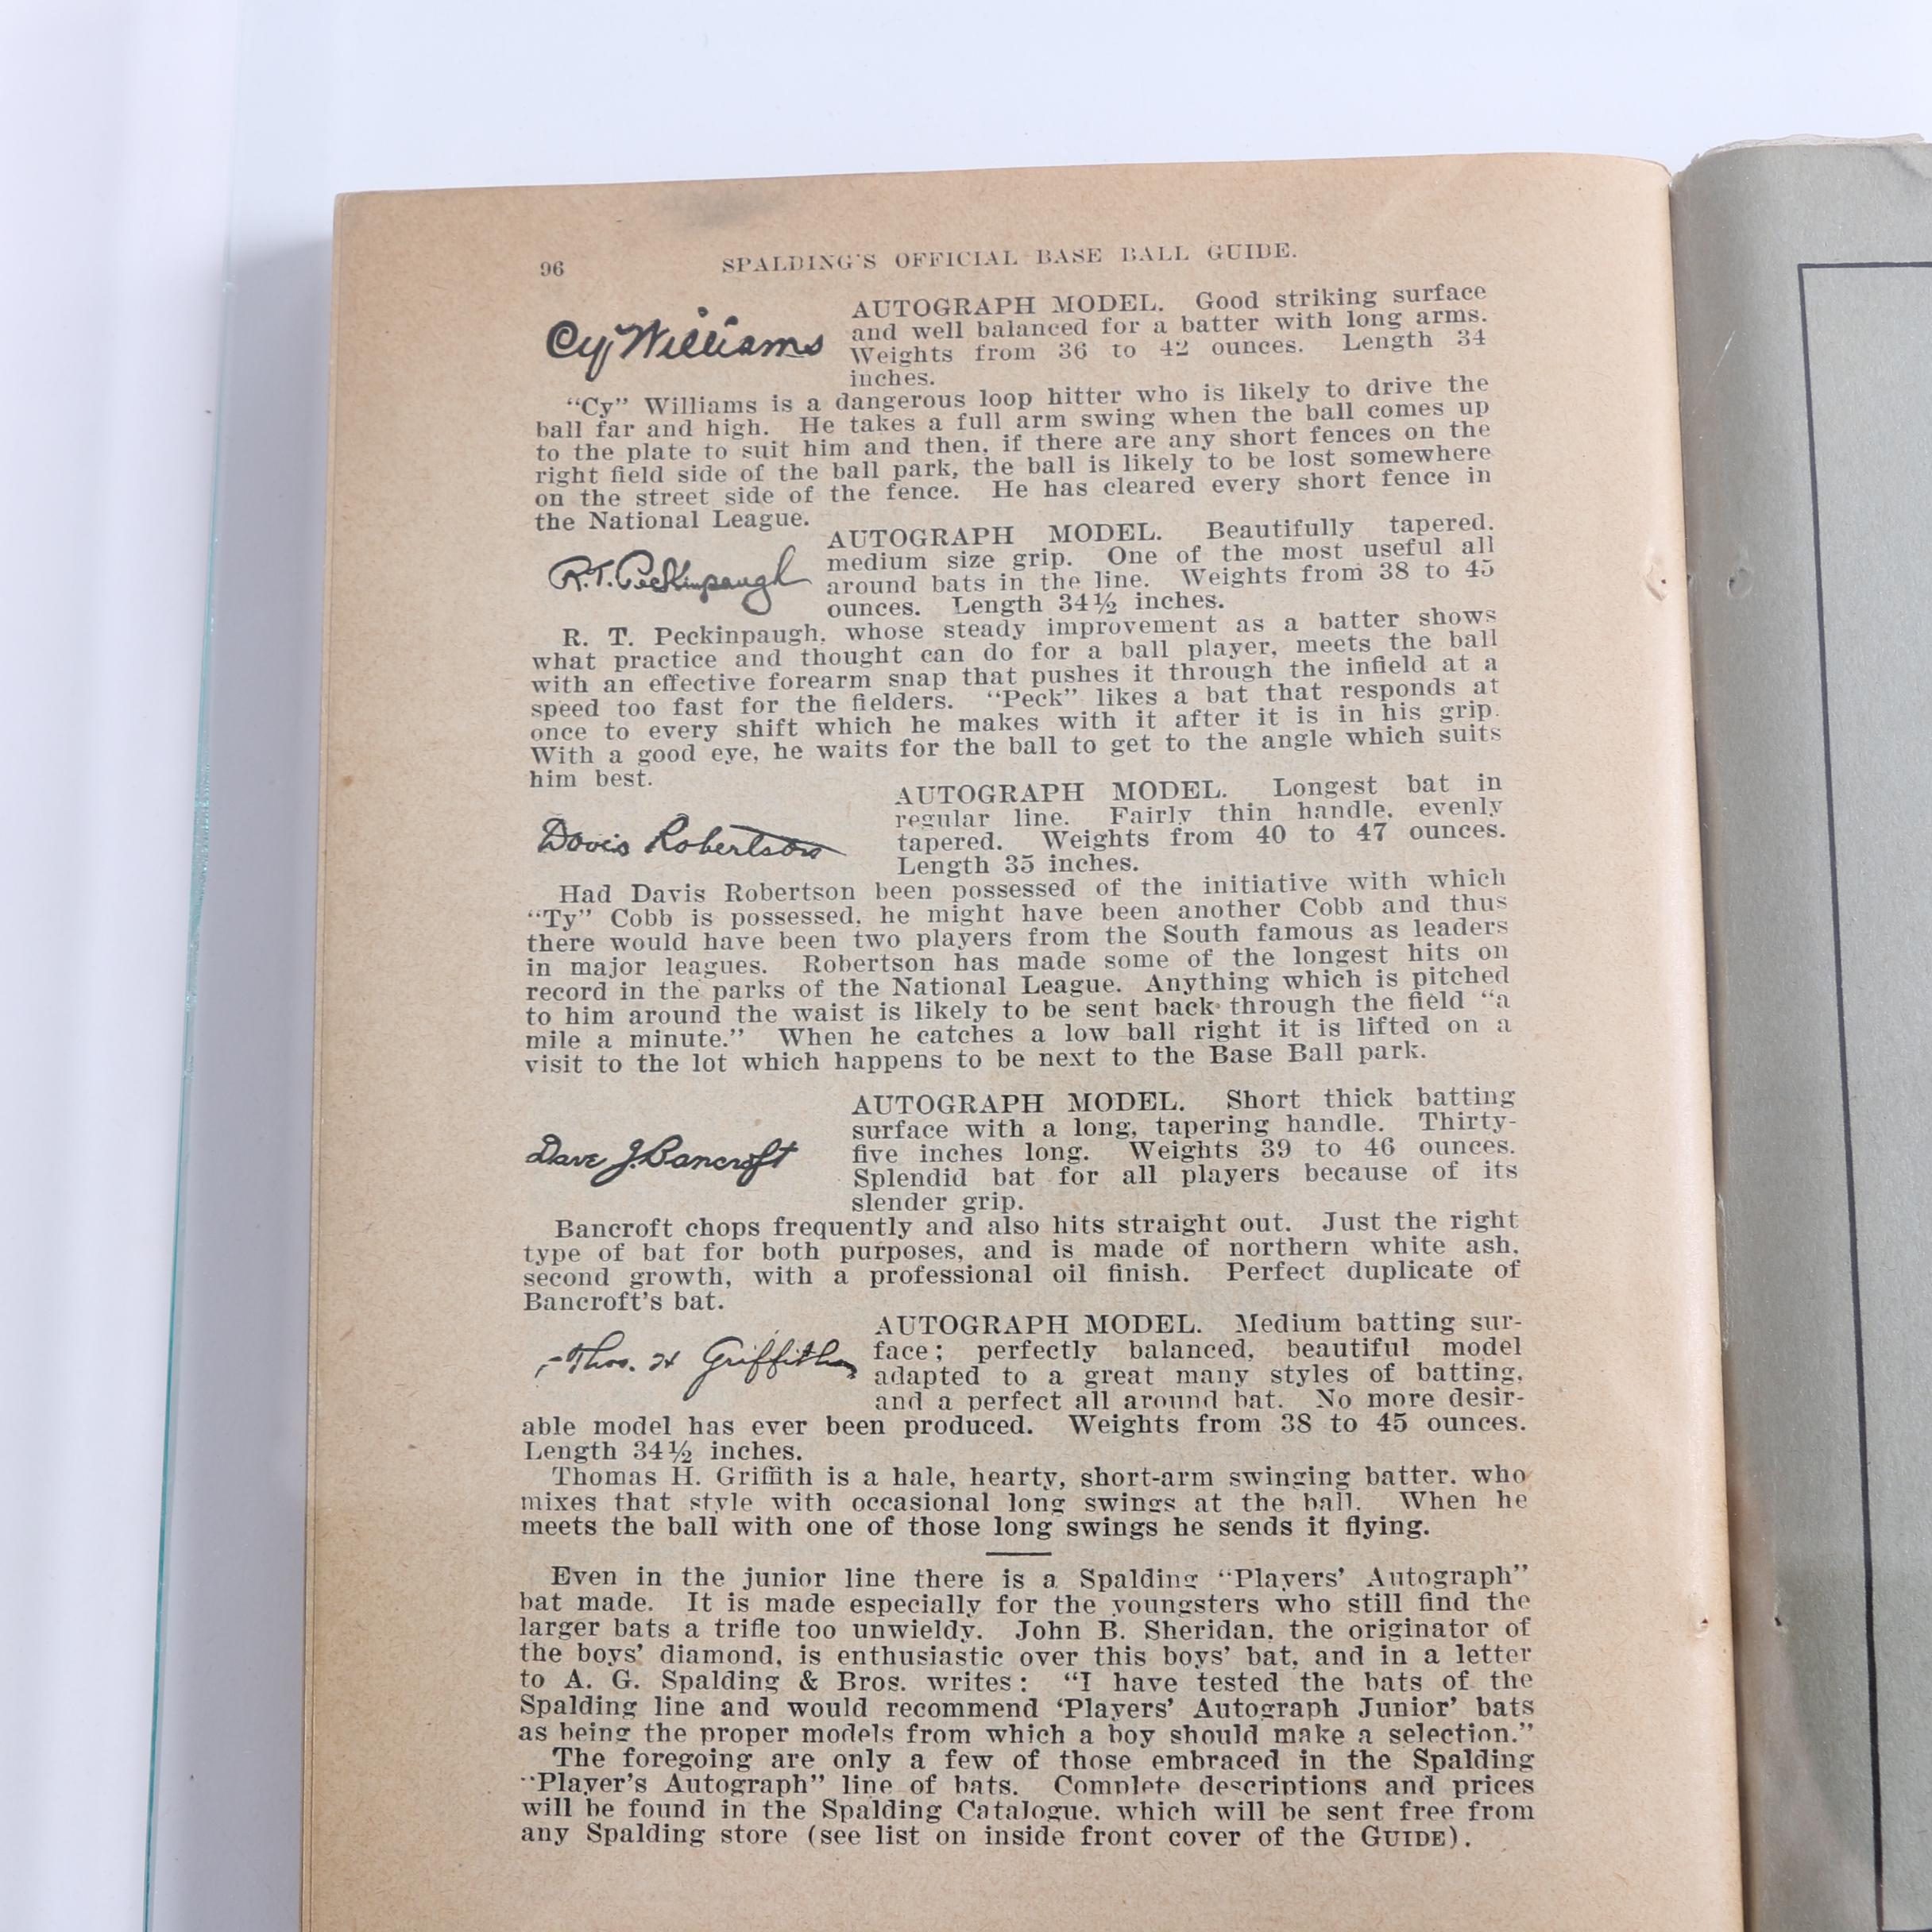 96 SPALDING'S OFFICIAL BASE BALL GUIDE.
Cy Williams
AUTOGRAPH MODEL. Good striking surface
and well balanced for a batter with long arms.
Weights from 36 to 42 ounces. Length 34
inches.
"Cy" Williams is a dangerous loop hitter who is likely to drive the
ball far and high. He takes a full arm swing when the ball comes up
to the plate to suit him and then, if there are any short fences on the
right field side of the ball park, the ball is likely to be lost somewhere
on the street side of the fence. He has cleared every short fence in
the National League.
R. T. Peckinpaugh
AUTOGRAPH MODEL. Beautifully tapered.
medium size grip. One of the most useful all
around bats in the line. Weights from 38 to 45
ounces. Length 34½ inches.
R. T. Peckinpaugh, whose steady improvement as a batter shows
what practice and thought can do for a ball player, meets the ball
with an effective forearm snap that pushes it through the infield at a
speed too fast for the fielders. "Peck" likes a bat that responds at
once to every shift which he makes with it after it is in his grip.
With a good eye, he waits for the ball to get to the angle which suits
him best.
Davis Robertson
AUTOGRAPH MODEL. Longest bat in
regular line. Fairly thin handle, evenly
tapered. Weights from 40 to 47 ounces.
Length 35 inches.
Had Davis Robertson been possessed of the initiative with which
"Ty" Cobb is possessed, he might have been another Cobb and thus
there would have been two players from the South famous as leaders
in major leagues. Robertson has made some of the longest hits on
record in the parks of the National League. Anything which is pitched
to him around the waist is likely to be sent back through the field "a
mile a minute." When he catches a low ball right it is lifted on a
visit to the lot which happens to be next to the Base Ball park.
Dave J. Bancroft
AUTOGRAPH MODEL. Short thick batting
surface with a long, tapering handle. Thirty-
five inches long. Weights 39 to 46 ounces.
Splendid bat for all players because of its
slender grip.
Bancroft chops frequently and also hits straight out. Just the right
type of bat for both purposes, and is made of northern white ash,
second growth, with a professional oil finish. Perfect duplicate of
Bancroft's bat.
Thos. H Griffith
AUTOGRAPH MODEL. Medium batting sur-
face; perfectly balanced, beautiful model
adapted to a great many styles of batting,
and a perfect all around bat. No more desir-
able model has ever been produced. Weights from 38 to 45 ounces.
Length 34½ inches.
Thomas H. Griffith is a hale, hearty, short-arm swinging batter, who
mixes that style with occasional long swings at the ball. When he
meets the ball with one of those long swings he sends it flying.
Even in the junior line there is a Spalding "Players' Autograph"
bat made. It is made especially for the youngsters who still find the
larger bats a trifle too unwieldy. John B. Sheridan, the originator of
the boys' diamond, is enthusiastic over this boys' bat, and in a letter
to A. G. Spalding & Bros. writes: "I have tested the bats of the
Spalding line and would recommend 'Players' Autograph Junior' bats
as being the proper models from which a boy should make a selection."
The foregoing are only a few of those embraced in the Spalding
"Player's Autograph" line of bats. Complete descriptions and prices
will be found in the Spalding Catalogue, which will be sent free from
any Spalding store (see list on inside front cover of the GUIDE).